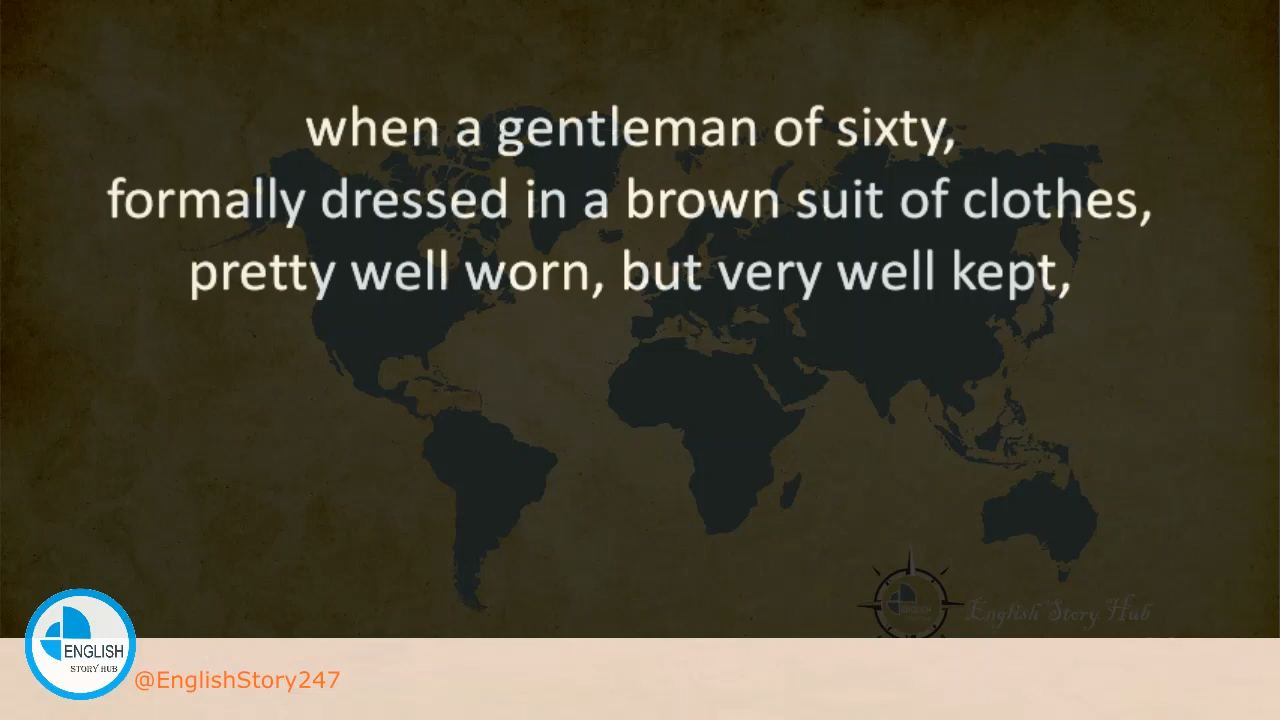 when a gentleman of sixty,
formally dressed in a brown suit of clothes,
pretty well worn, but very well kept,
English Story Hub
ENGLISH
STORY HUB
@EnglishStory247